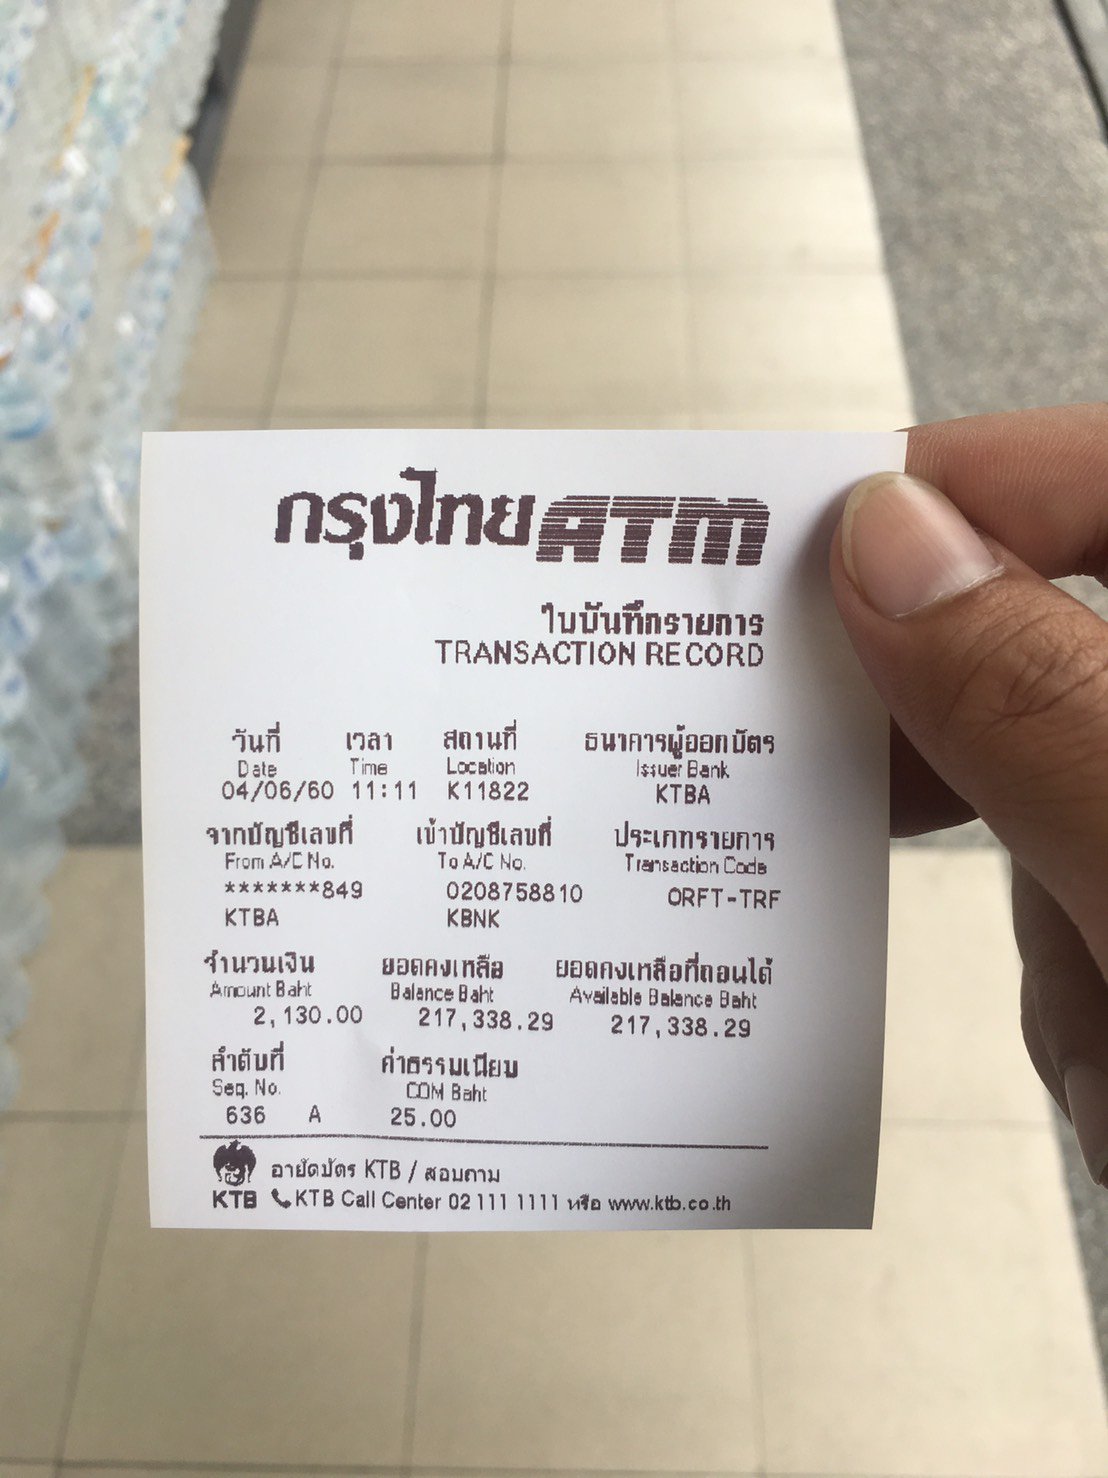 กรุงไทย ATM
ใบบันทึกรายการ
TRANSACTION RECORD
วันที่ เวลา สถานที่ ธนาคารผู้ออกบัตร
Date Time Location Issuer Bank
04/06/60 11:11 K11822 KTBA
จากบัญชีเลขที่ เข้าบัญชีเลขที่ ประเภทรายการ
From A/C No. To A/C No. Transaction Code
*******849 0208758810 ORFT-TRF
KTBA KBNK
จำนวนเงิน ยอดคงเหลือ ยอดคงเหลือที่ถอนได้
Amount Baht Balance Baht Available Balance Baht
2,130.00 217,338.29 217,338.29
ลำดับที่ ค่าธรรมเนียม
Seq. No. COM Baht
636 A 25.00
อายัดบัตร KTB / สอบถาม
KTB KTB Call Center 02 111 1111 หรือ www.ktb.co.th